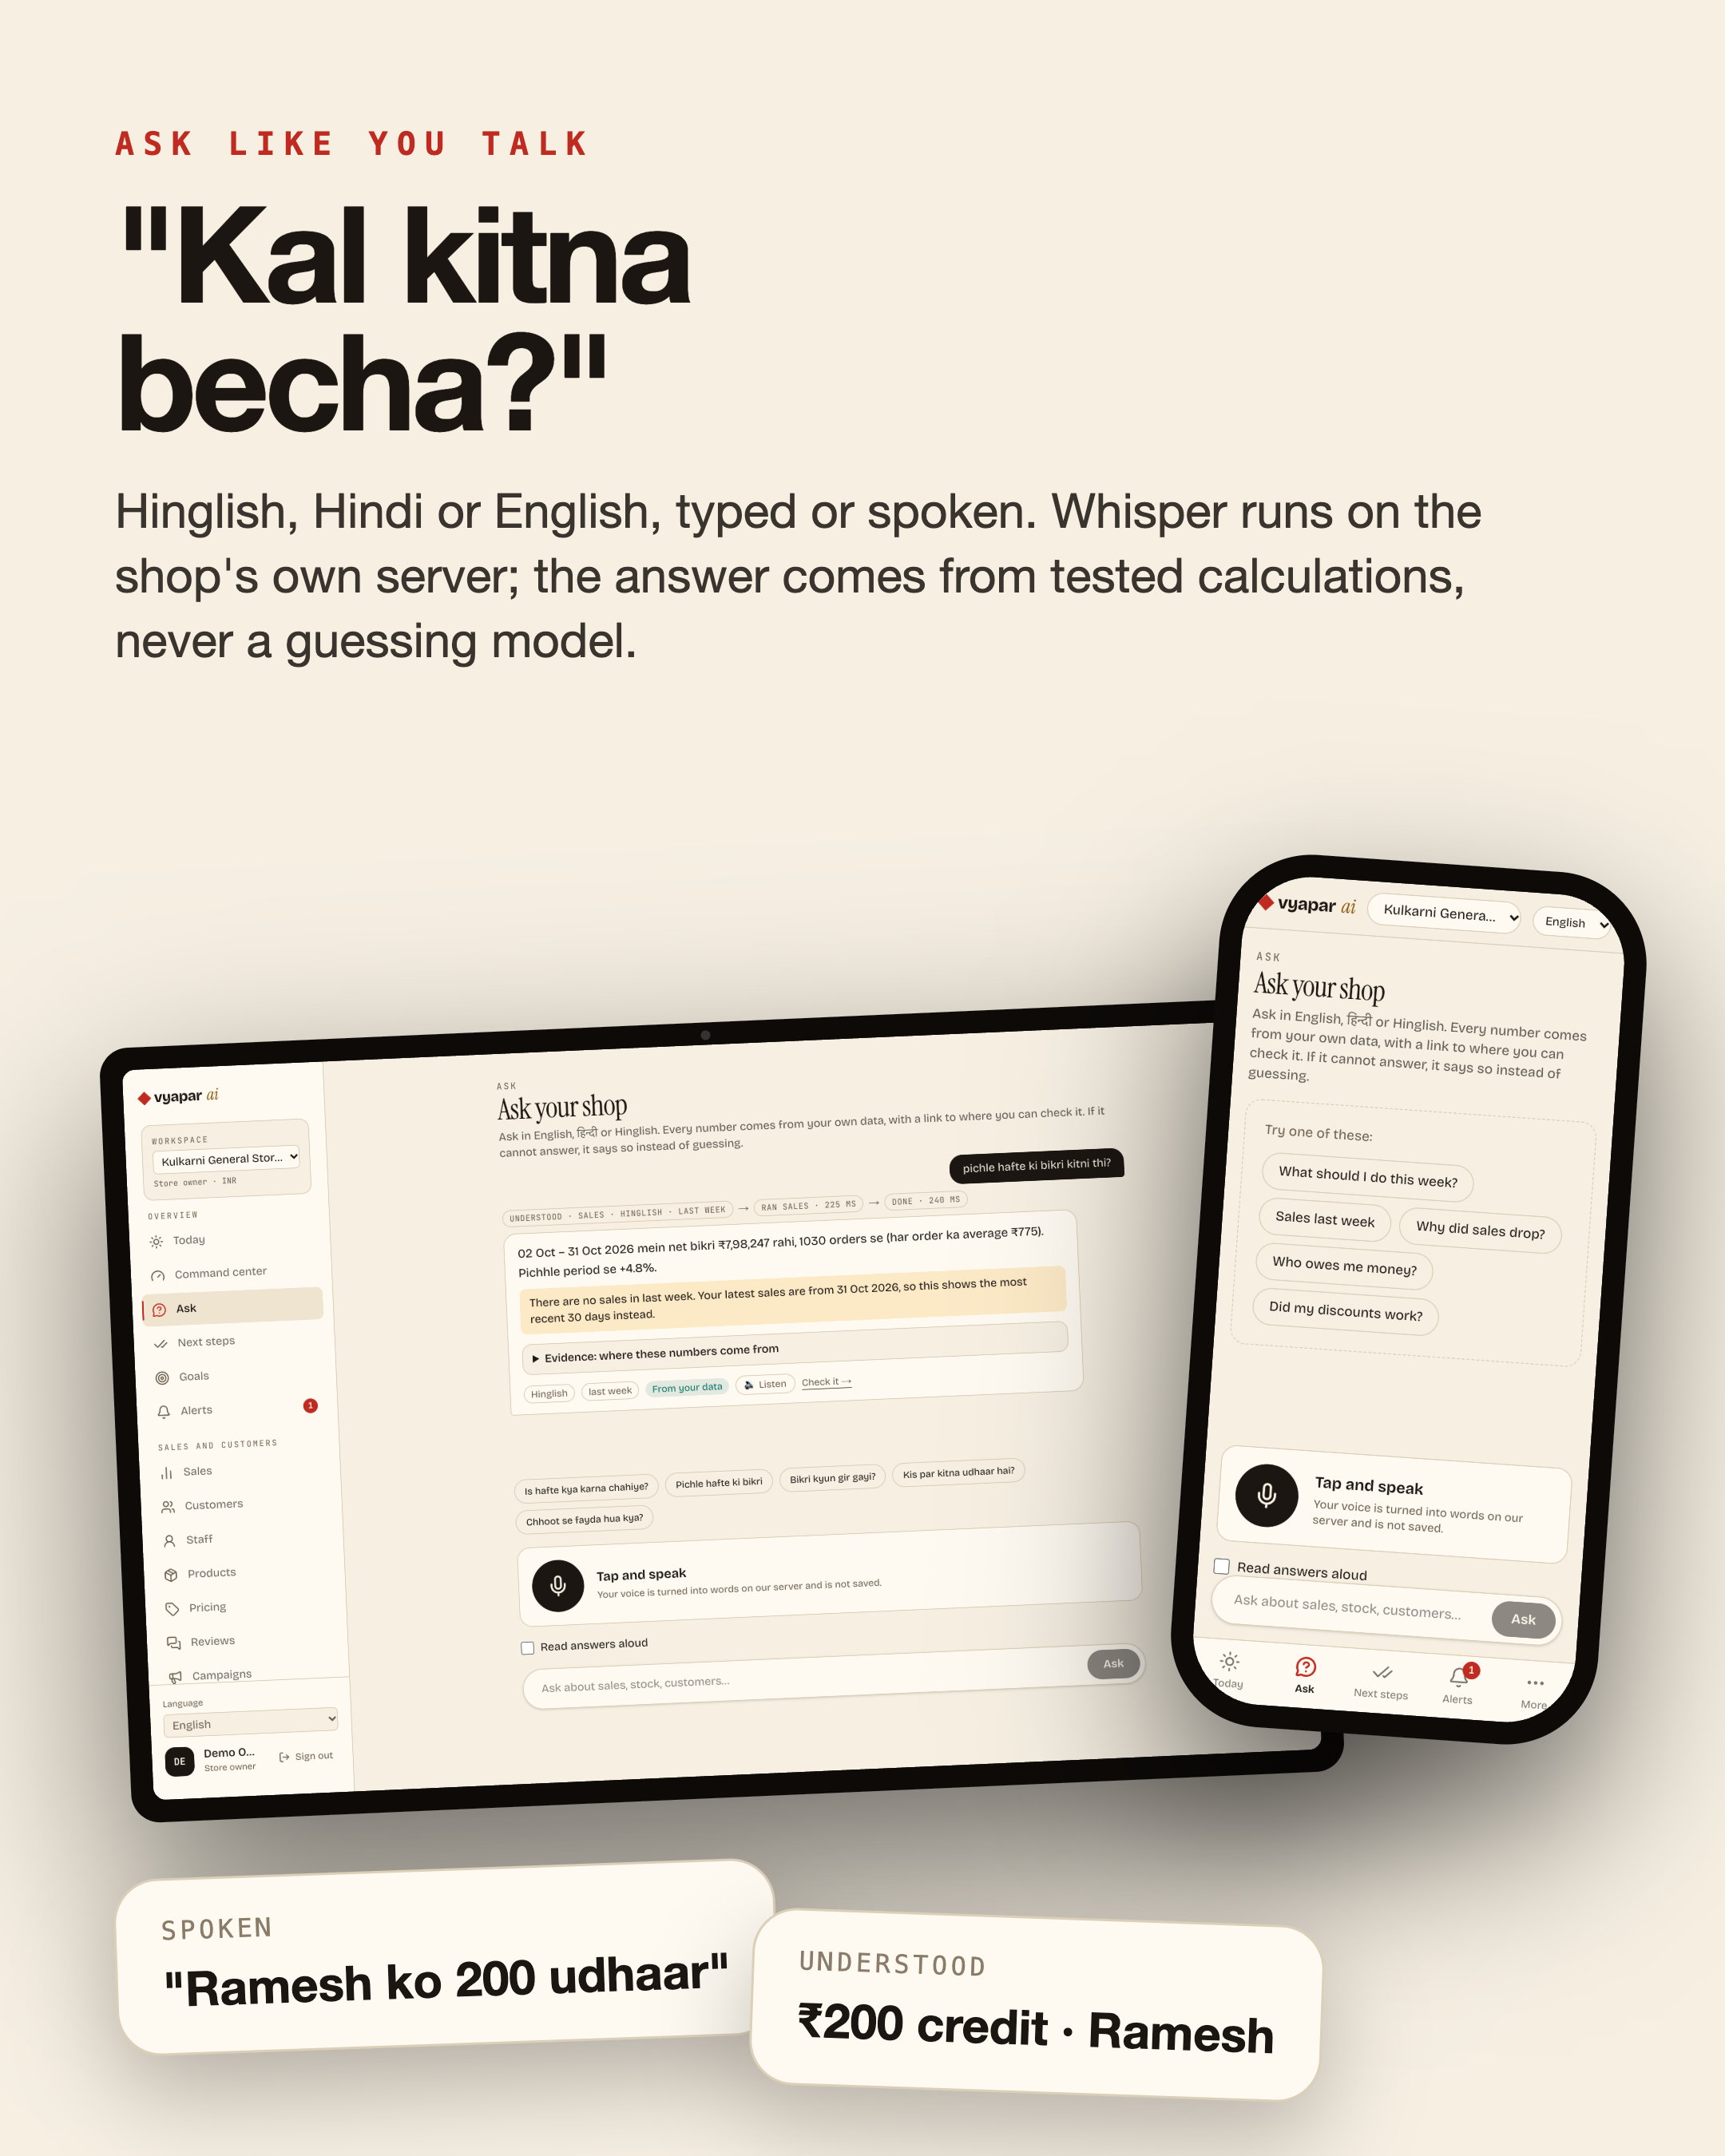 ASK LIKE YOU TALK
"Kal kitna
becha?"
Hinglish, Hindi or English, typed or spoken. Whisper runs on the
shop's own server; the answer comes from tested calculations,
never a guessing model.
vyapar ai
WORKSPACE
Kulkarni General Stor...
Store owner · INR
OVERVIEW
Today
Command center
Ask
Next steps
Goals
Alerts
1
SALES AND CUSTOMERS
Sales
Customers
Staff
Products
Pricing
Reviews
Campaigns
Language
English
DE
Demo O...
Store owner
Sign out
ASK
Ask your shop
Ask in English, हिन्दी or Hinglish. Every number comes from your own data, with a link to where you can check it. If it
cannot answer, it says so instead of guessing.
pichle hafte ki bikri kitni thi?
UNDERSTOOD · SALES · HINGLISH · LAST WEEK → RAN SALES · 225 MS → DONE · 240 MS
02 Oct – 31 Oct 2026 mein net bikri ₹7,98,247 rahi, 1030 orders se (har order ka average ₹775).
Pichhle period se +4.8%.
There are no sales in last week. Your latest sales are from 31 Oct 2026, so this shows the most
recent 30 days instead.
▶ Evidence: where these numbers come from
Hinglish
last week
From your data
Listen
Check it →
Is hafte kya karna chahiye?
Pichle hafte ki bikri
Bikri kyun gir gayi?
Kis par kitna udhaar hai?
Chhoot se fayda hua kya?
Tap and speak
Your voice is turned into words on our server and is not saved.
Read answers aloud
Ask about sales, stock, customers...
Ask
vyapar ai
Kulkarni Genera...
English
ASK
Ask your shop
Ask in English, हिन्दी or Hinglish. Every number comes
from your own data, with a link to where you can
check it. If it cannot answer, it says so instead of
guessing.
Try one of these:
What should I do this week?
Sales last week
Why did sales drop?
Who owes me money?
Did my discounts work?
Tap and speak
Your voice is turned into words on our
server and is not saved.
Read answers aloud
Ask about sales, stock, customers...
Ask
Today
Ask
Next steps
1
Alerts
More
SPOKEN
"Ramesh ko 200 udhaar"
UNDERSTOOD
₹200 credit · Ramesh